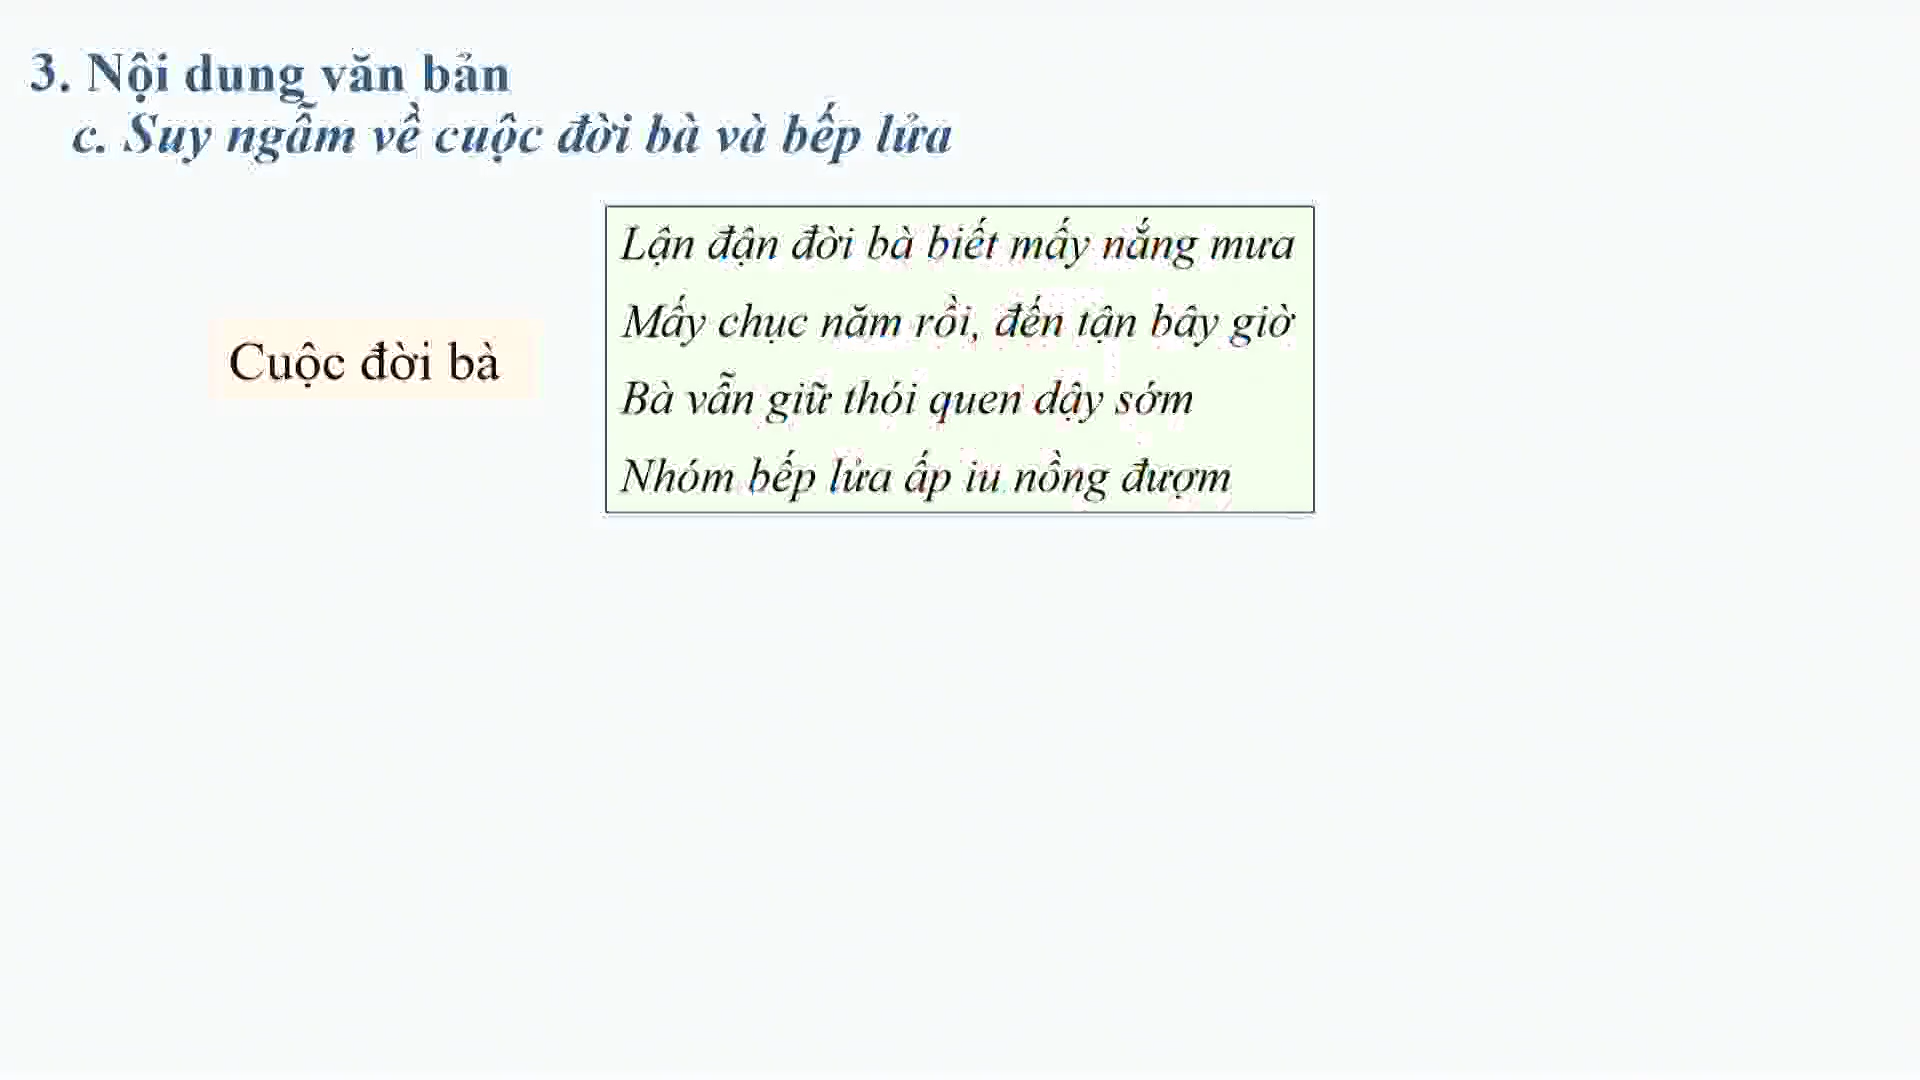 3. Nội dung văn bản
c. Suy ngẫm về cuộc đời bà và bếp lửa
Cuộc đời bà
Lận đận đời bà biết mấy nắng mưa
Mấy chục năm rồi, đến tận bây giờ
Bà vẫn giữ thói quen dậy sớm
Nhóm bếp lửa ấp iu nồng đượm